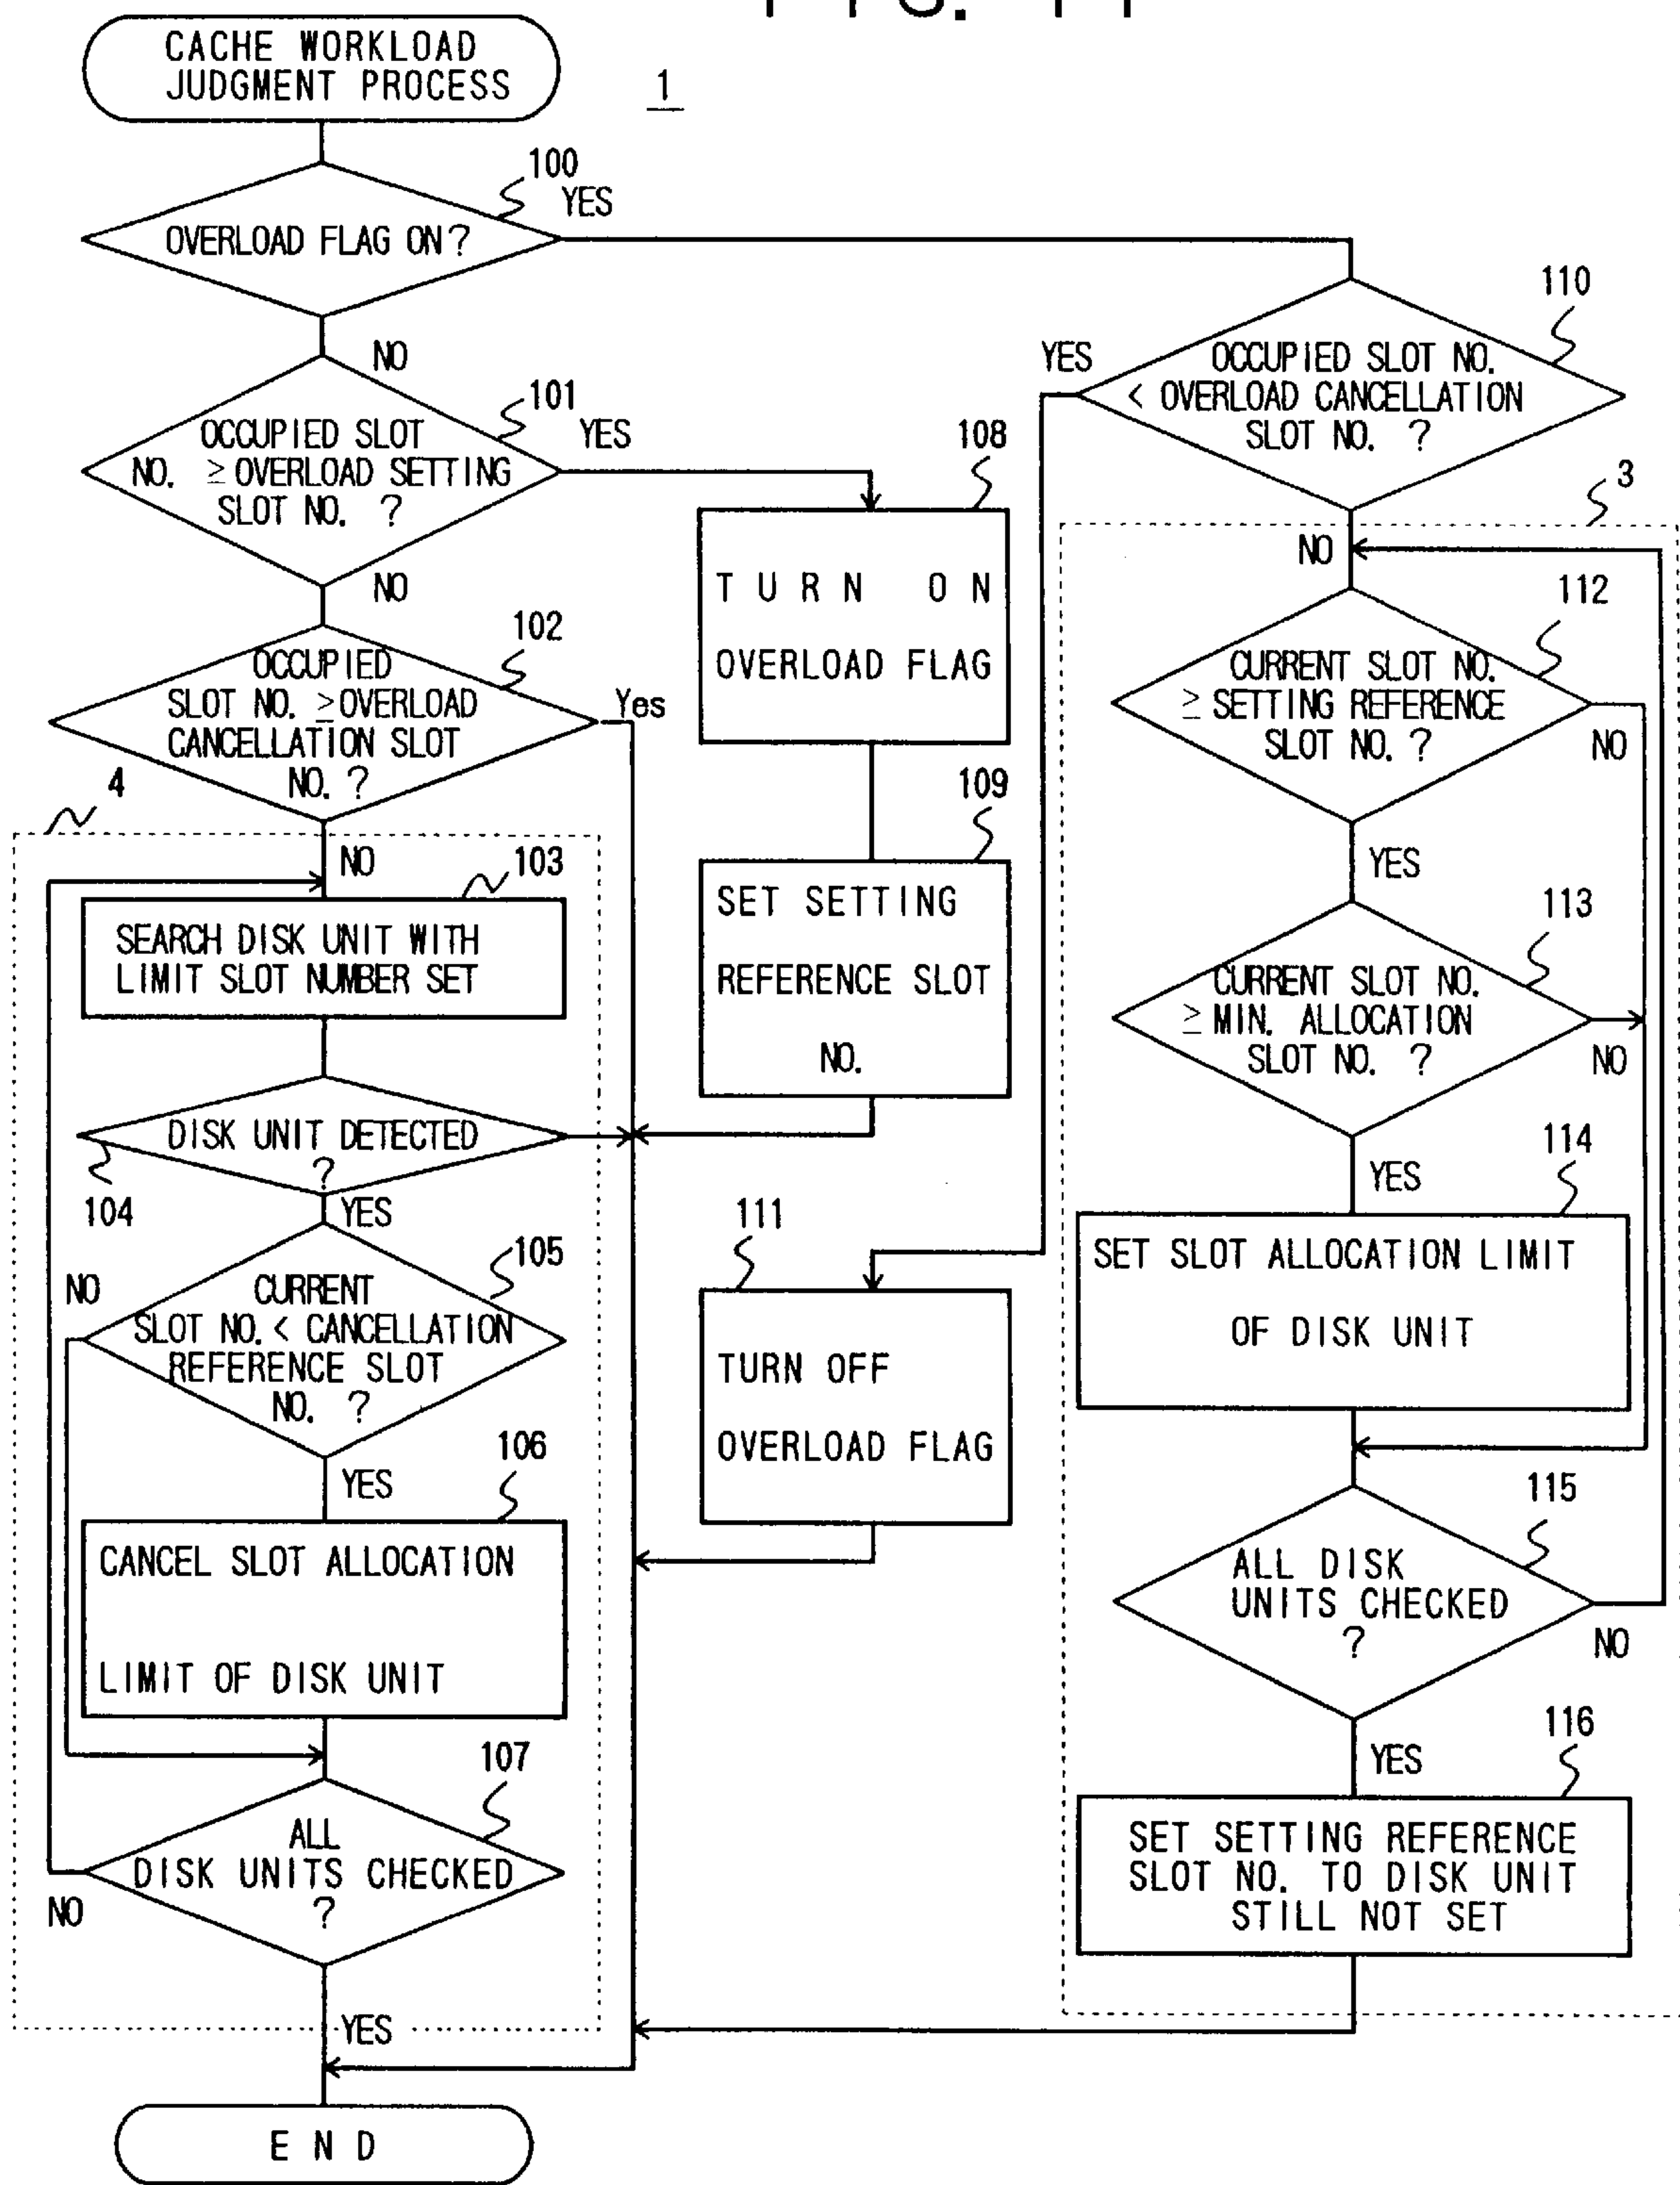 FIG. 11
CACHE WORKLOAD
JUDGMENT PROCESS
1
100
YES
OVERLOAD FLAG ON?
NO
101
OCCUPIED SLOT
NO. ≥ OVERLOAD SETTING
SLOT NO. ?
YES
NO
102
OCCUPIED
SLOT NO. ≥ OVERLOAD
CANCELLATION SLOT
NO. ?
Yes
4
NO
103
SEARCH DISK UNIT WITH
LIMIT SLOT NUMBER SET
DISK UNIT DETECTED
?
104
YES
105
NO
CURRENT
SLOT NO. < CANCELLATION
REFERENCE SLOT
NO. ?
106
YES
CANCEL SLOT ALLOCATION
LIMIT OF DISK UNIT
107
ALL
DISK UNITS CHECKED
?
NO
YES
END
108
TURN ON
OVERLOAD FLAG
109
SET SETTING
REFERENCE SLOT
NO.
111
TURN OFF
OVERLOAD FLAG
110
YES
OCCUPIED SLOT NO.
< OVERLOAD CANCELLATION
SLOT NO. ?
3
NO
112
CURRENT SLOT NO.
≥ SETTING REFERENCE
SLOT NO. ?
NO
YES
113
CURRENT SLOT NO.
≥ MIN. ALLOCATION
SLOT NO. ?
NO
YES
114
SET SLOT ALLOCATION LIMIT
OF DISK UNIT
115
ALL DISK
UNITS CHECKED
?
NO
YES
116
SET SETTING REFERENCE
SLOT NO. TO DISK UNIT
STILL NOT SET